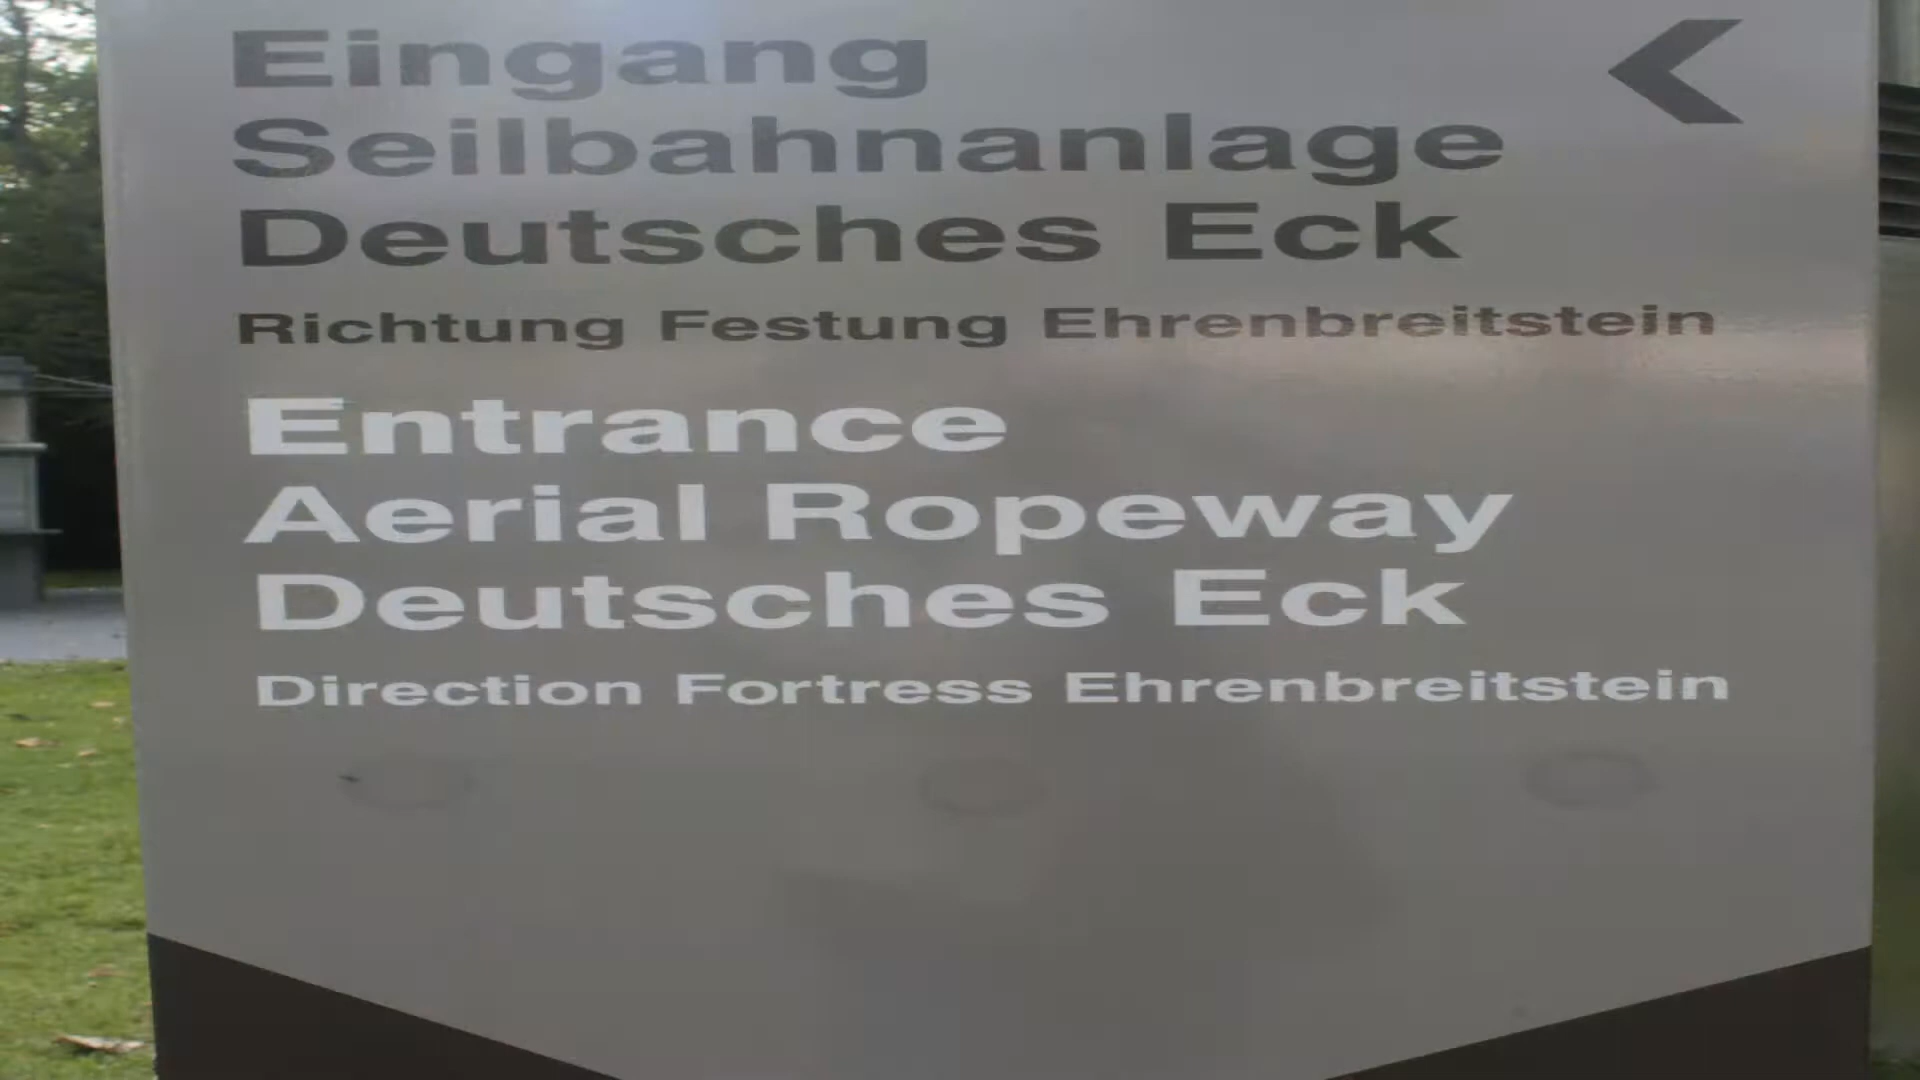 Eingang
Seilbahnanlage
Deutsches Eck
Richtung Festung Ehrenbreitstein
Entrance
Aerial Ropeway
Deutsches Eck
Direction Fortress Ehrenbreitstein